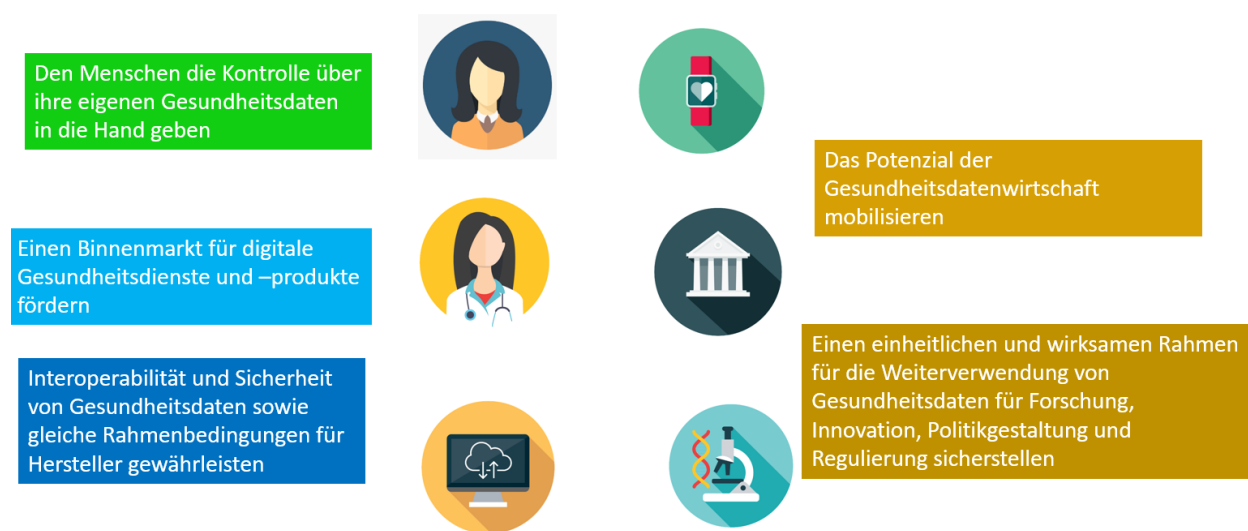 Den Menschen die Kontrolle über
ihre eigenen Gesundheitsdaten
in die Hand geben
Einen Binnenmarkt für digitale
Gesundheitsdienste und –produkte
fördern
Interoperabilität und Sicherheit
von Gesundheitsdaten sowie
gleiche Rahmenbedingungen für
Hersteller gewährleisten
Das Potenzial der
Gesundheitsdatenwirtschaft
mobilisieren
Einen einheitlichen und wirksamen Rahmen
für die Weiterverwendung von
Gesundheitsdaten für Forschung,
Innovation, Politikgestaltung und
Regulierung sicherstellen